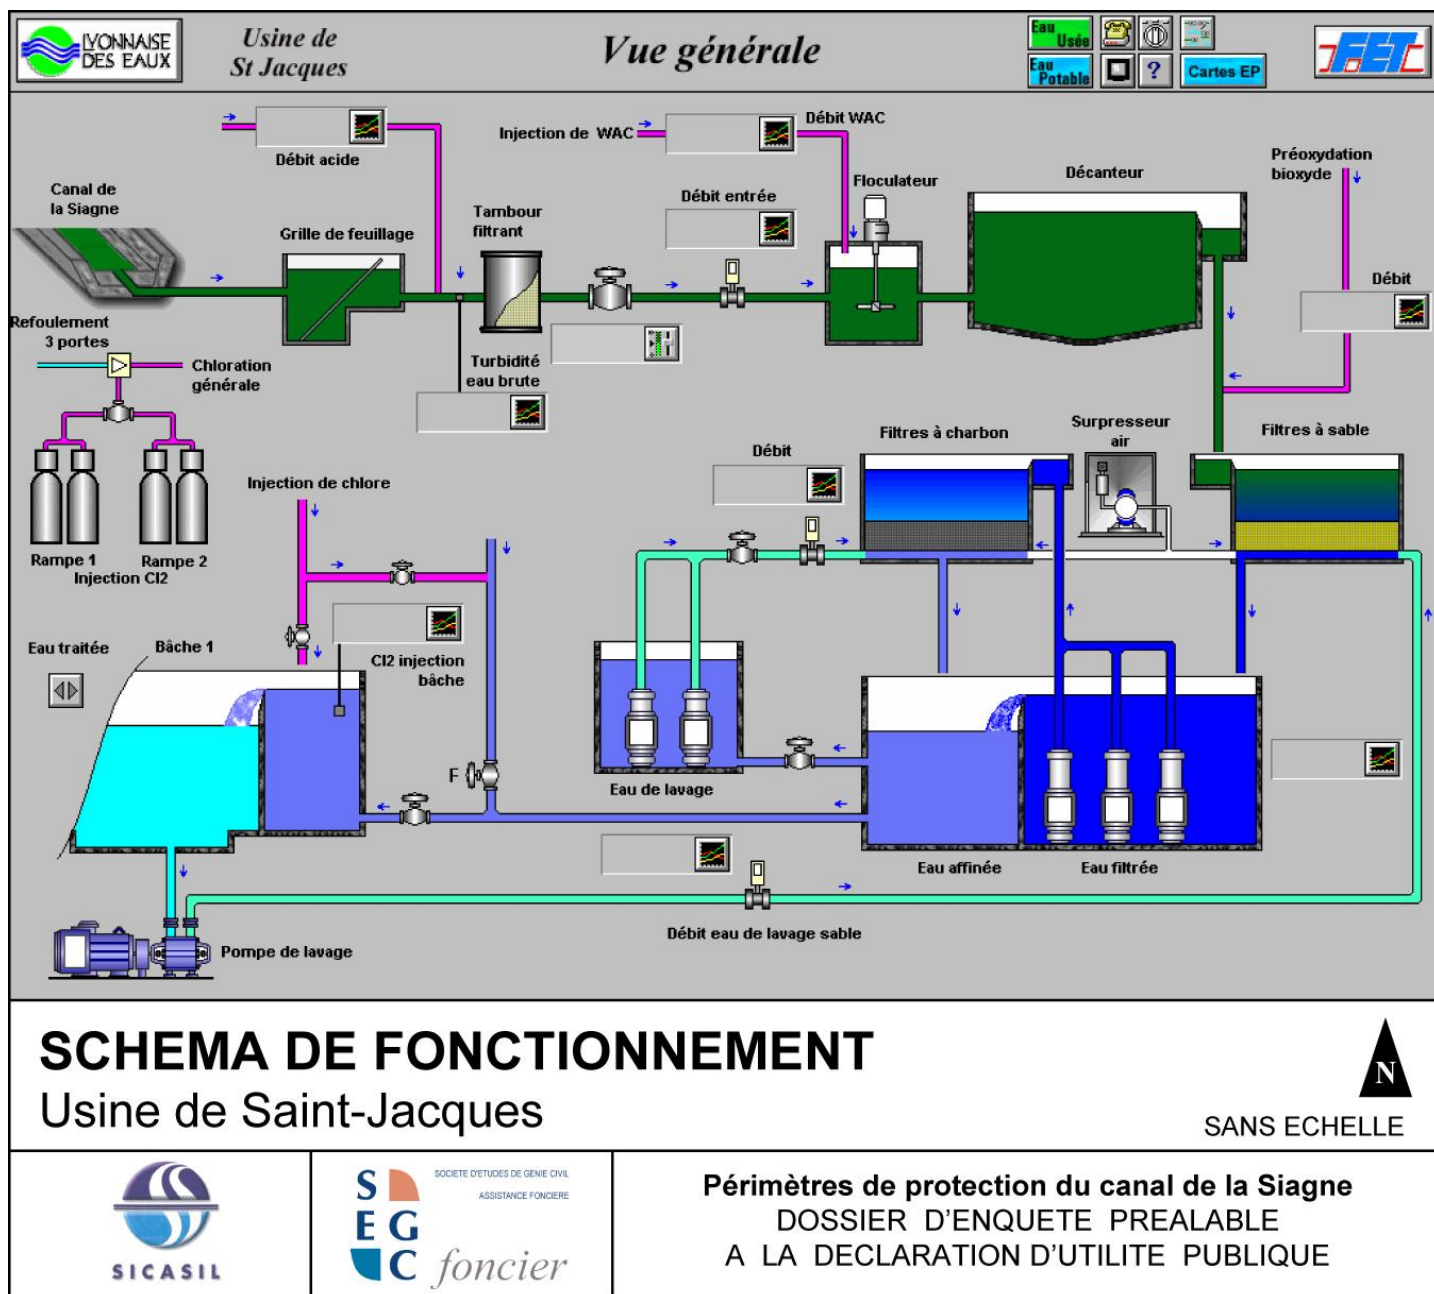 LYONNAISE
DES EAUX
Usine de
St Jacques
Vue générale
Eau
Usée
Eau
Potable
?
Cartes EP
FET
Débit acide
Injection de WAC
Débit WAC
Préoxydation
bioxyde
Canal de
la Siagne
Grille de feuillage
Tambour
filtrant
Débit entrée
Floculateur
Décanteur
Débit
Refoulement
3 portes
Chloration
générale
Turbidité
eau brute
Filtres à charbon
Surpresseur
air
Filtres à sable
Débit
Injection de chlore
Rampe 1
Rampe 2
Injection Cl2
Eau traitée
Bâche 1
Cl2 injection
bâche
F
Eau de lavage
Eau affinée
Eau filtrée
Pompe de lavage
Débit eau de lavage sable
SCHEMA DE FONCTIONNEMENT
Usine de Saint-Jacques
N
SANS ECHELLE
SICASIL
SEGC
foncier
SOCIETE D'ETUDES DE GENIE CIVIL
ASSISTANCE FONCIERE
Périmètres de protection du canal de la Siagne
DOSSIER D'ENQUETE PREALABLE
A LA DECLARATION D'UTILITE PUBLIQUE